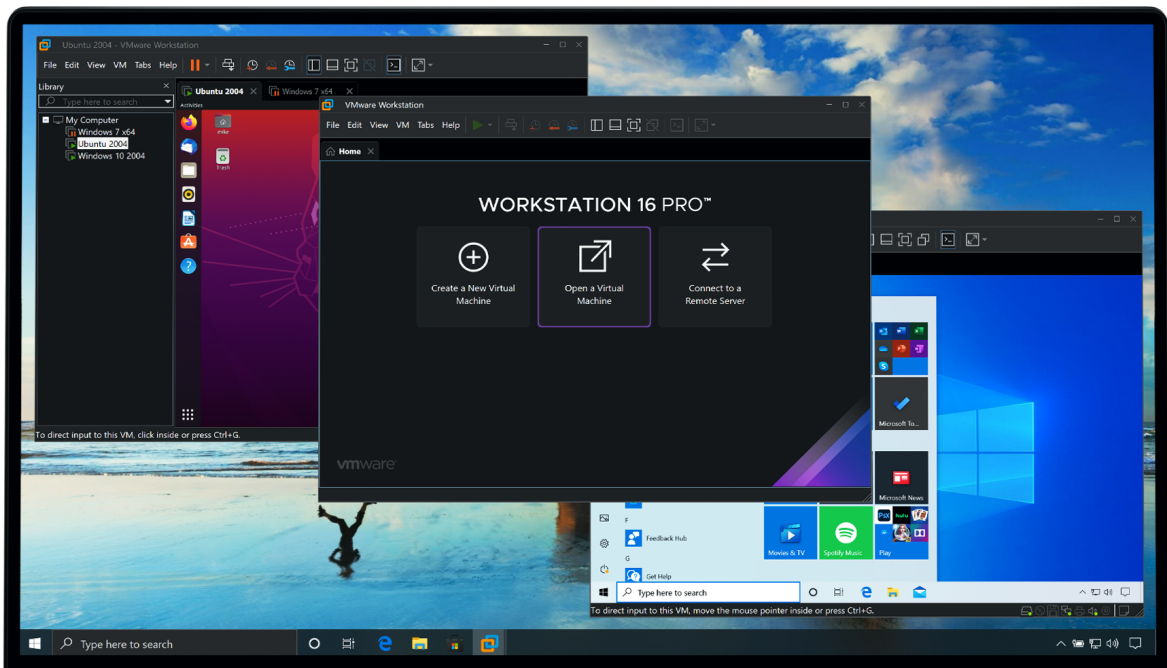 Ubuntu 2004 - VMware Workstation
File Edit View VM Tabs Help
Library
Type here to search
My Computer
Windows 7 x64
Ubuntu 2004
Windows 10 2004
Ubuntu 2004
Windows 7 x64
Activities
mike
Trash
To direct input to this VM, click inside or press Ctrl+G.
VMware Workstation
File Edit View VM Tabs Help
Home
WORKSTATION 16 PRO™
Create a New Virtual
Machine
Open a Virtual
Machine
Connect to a
Remote Server
vmware
Microsoft To...
Microsoft News
F
Feedback Hub
G
Get Help
Movies & TV
Spotify Music
hulu
Play
Type here to search
To direct input to this VM, move the mouse pointer inside or press Ctrl+G.
Type here to search